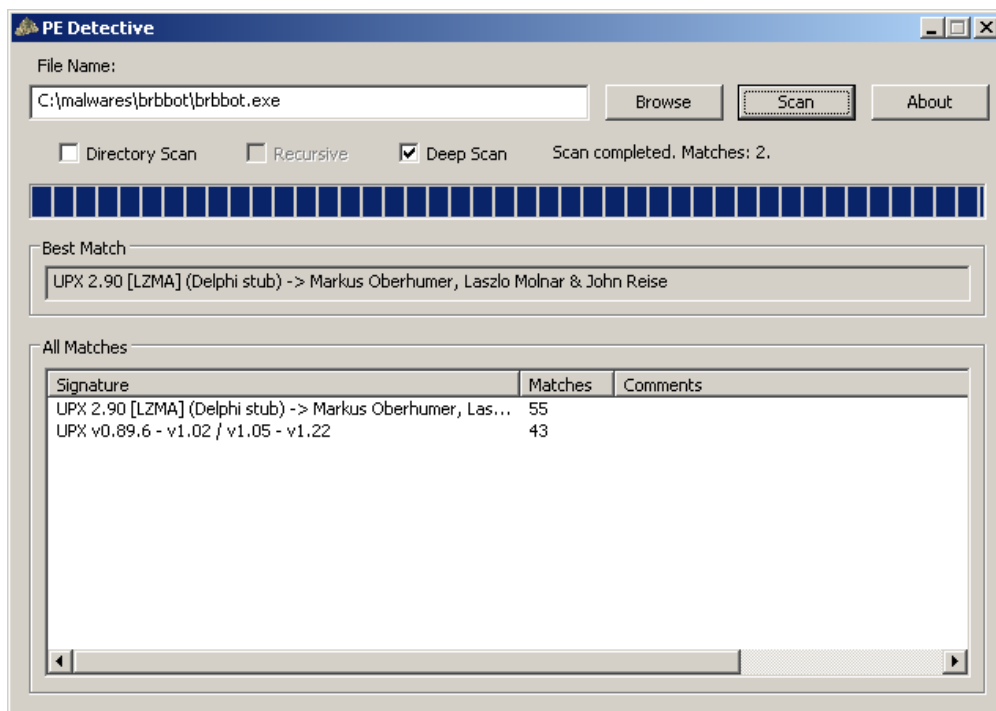 PE Detective
File Name:
C:\malwares\brbbot\brbbot.exe Browse Scan About
Directory Scan Recursive Deep Scan Scan completed. Matches: 2.
Best Match
UPX 2.90 [LZMA] (Delphi stub) -> Markus Oberhumer, Laszlo Molnar & John Reise
All Matches
Signature Matches Comments
UPX 2.90 [LZMA] (Delphi stub) -> Markus Oberhumer, Las... 55
UPX v0.89.6 - v1.02 / v1.05 - v1.22 43